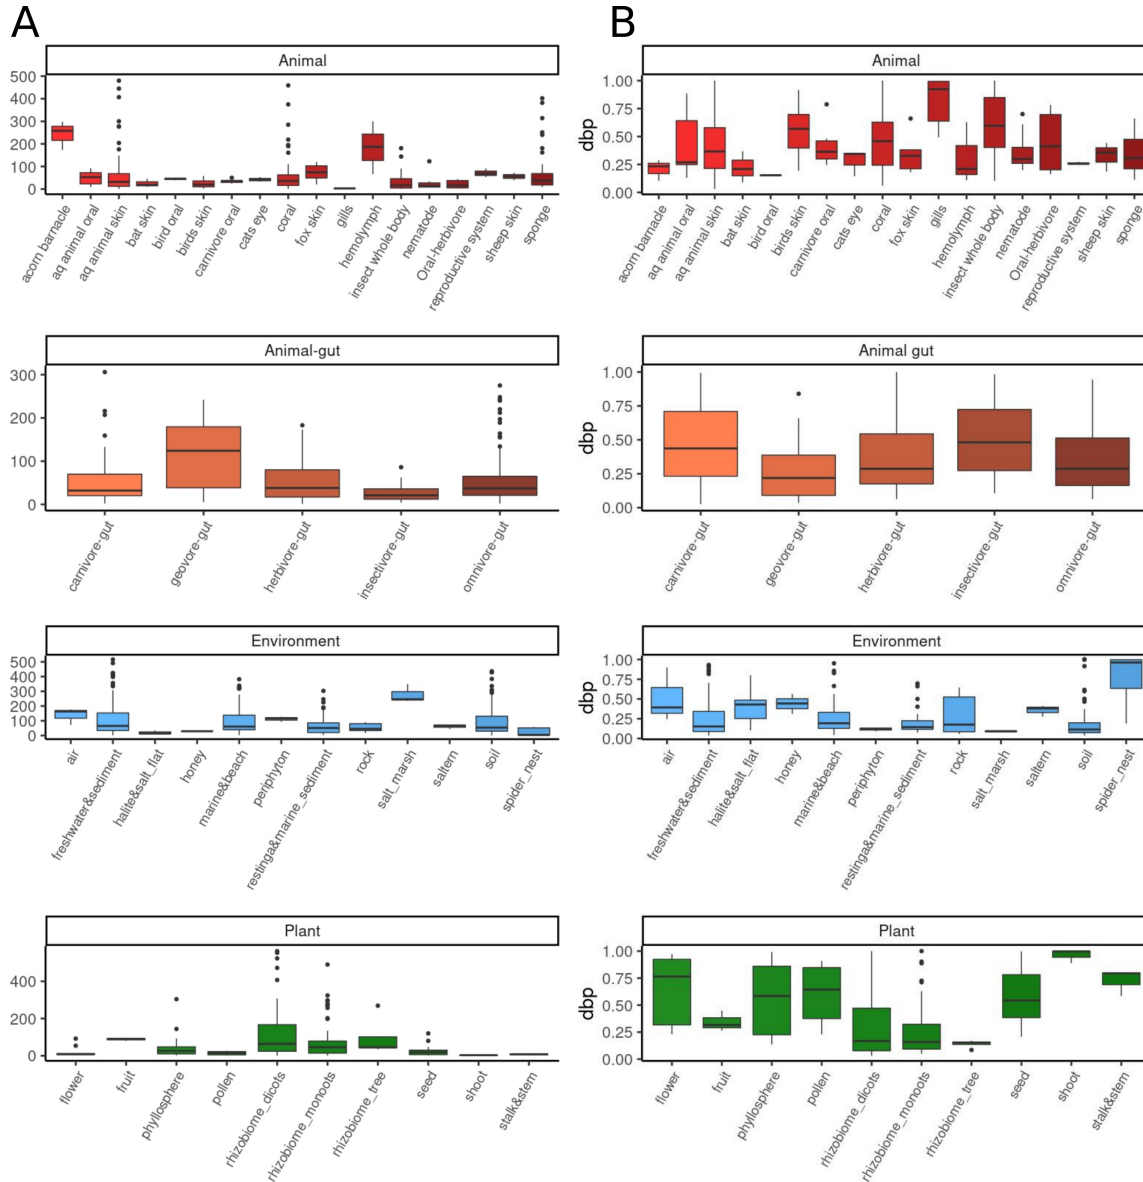 A
B
Animal
500
400
300
200
100
0
acorn barnacle
aq animal oral
aq animal skin
bat skin
bird oral
birds skin
carnivore oral
cats eye
coral
fox skin
gills
hemolymph
insect whole body
nematode
Oral-herbivore
reproductive system
sheep skin
sponge
Animal
dbp
1.00
0.75
0.50
0.25
0.00
acorn barnacle
aq animal oral
aq animal skin
bat skin
bird oral
birds skin
carnivore oral
cats eye
coral
fox skin
gills
hemolymph
insect whole body
nematode
Oral-herbivore
reproductive system
sheep skin
sponge
Animal-gut
300
200
100
0
carnivore-gut
geovore-gut
herbivore-gut
insectivore-gut
omnivore-gut
Animal gut
dbp
1.00
0.75
0.50
0.25
0.00
carnivore-gut
geovore-gut
herbivore-gut
insectivore-gut
omnivore-gut
Environment
500
400
300
200
100
0
air
freshwater&sediment
halite&salt_flat
honey
marine&beach
periphyton
restinga&marine_sediment
rock
salt_marsh
saltern
soil
spider_nest
Environment
dbp
1.00
0.75
0.50
0.25
0.00
air
freshwater&sediment
halite&salt_flat
honey
marine&beach
periphyton
restinga&marine_sediment
rock
salt_marsh
saltern
soil
spider_nest
Plant
400
200
0
flower
fruit
phyllosphere
pollen
rhizobiome_dicots
rhizobiome_monoots
rhizobiome_tree
seed
shoot
stalk&stem
Plant
dbp
1.00
0.75
0.50
0.25
0.00
flower
fruit
phyllosphere
pollen
rhizobiome_dicots
rhizobiome_monoots
rhizobiome_tree
seed
shoot
stalk&stem